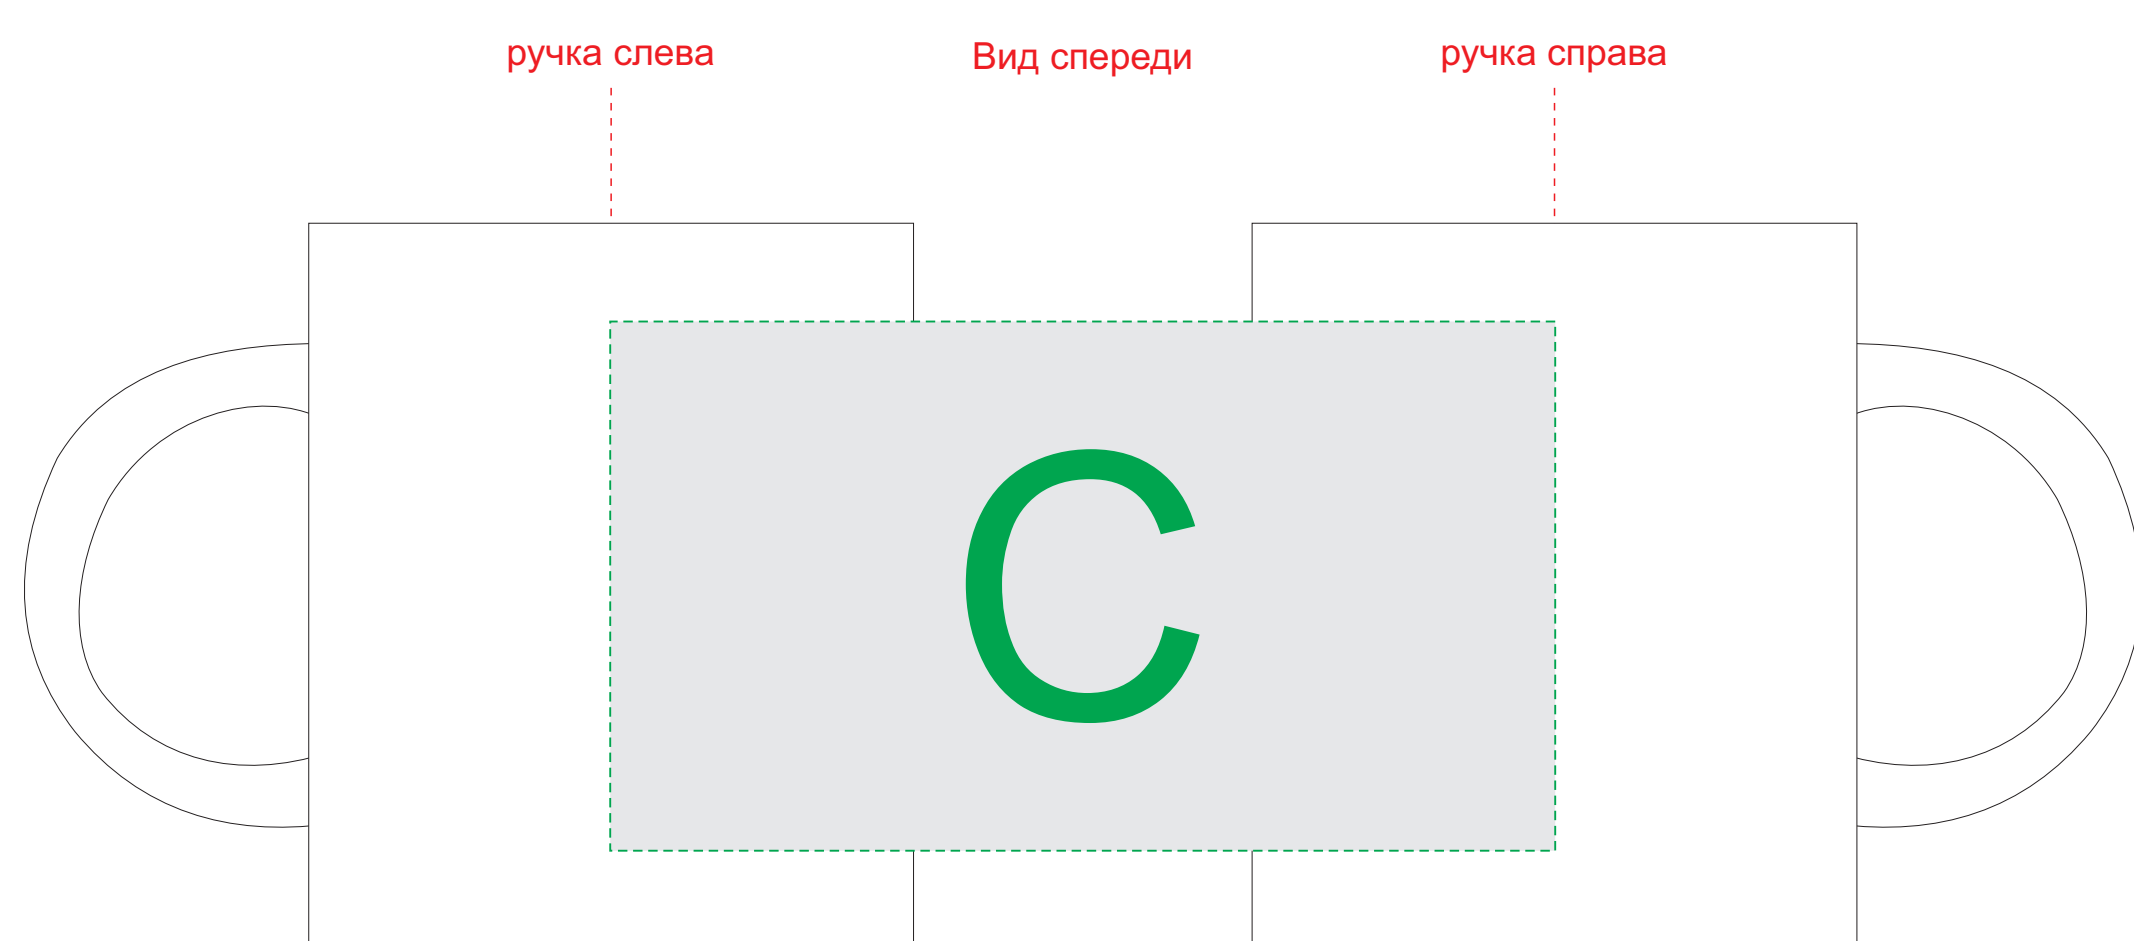 ручка слева
Вид спереди
ручка справа
С